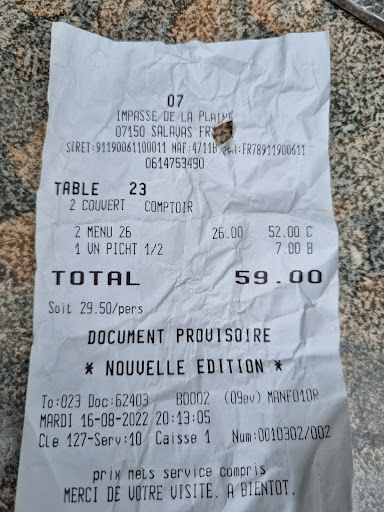 07
IMPASSE DE LA PLAINE
07150 SALAVAS FR
SIRET:91190061100011 NAF:4711B :FR78911900611
0614753490
TABLE 23
2 COUVERT COMPTOIR
2 MENU 26 26.00 52.00 C
1 VN PICHT 1/2 7.00 B
TOTAL 59.00
Soit 29.50/pers
DOCUMENT PROVISOIRE
* NOUVELLE EDITION *
To:023 Doc:62403 B0002 (09ev) MANFO1OR
MARDI 16-08-2022 20:13:05
Cle 127-Serv:10 Caisse 1 Num:0010302/002
prix nets service compris
MERCI DE VOTRE VISITE. A BIENTOT.